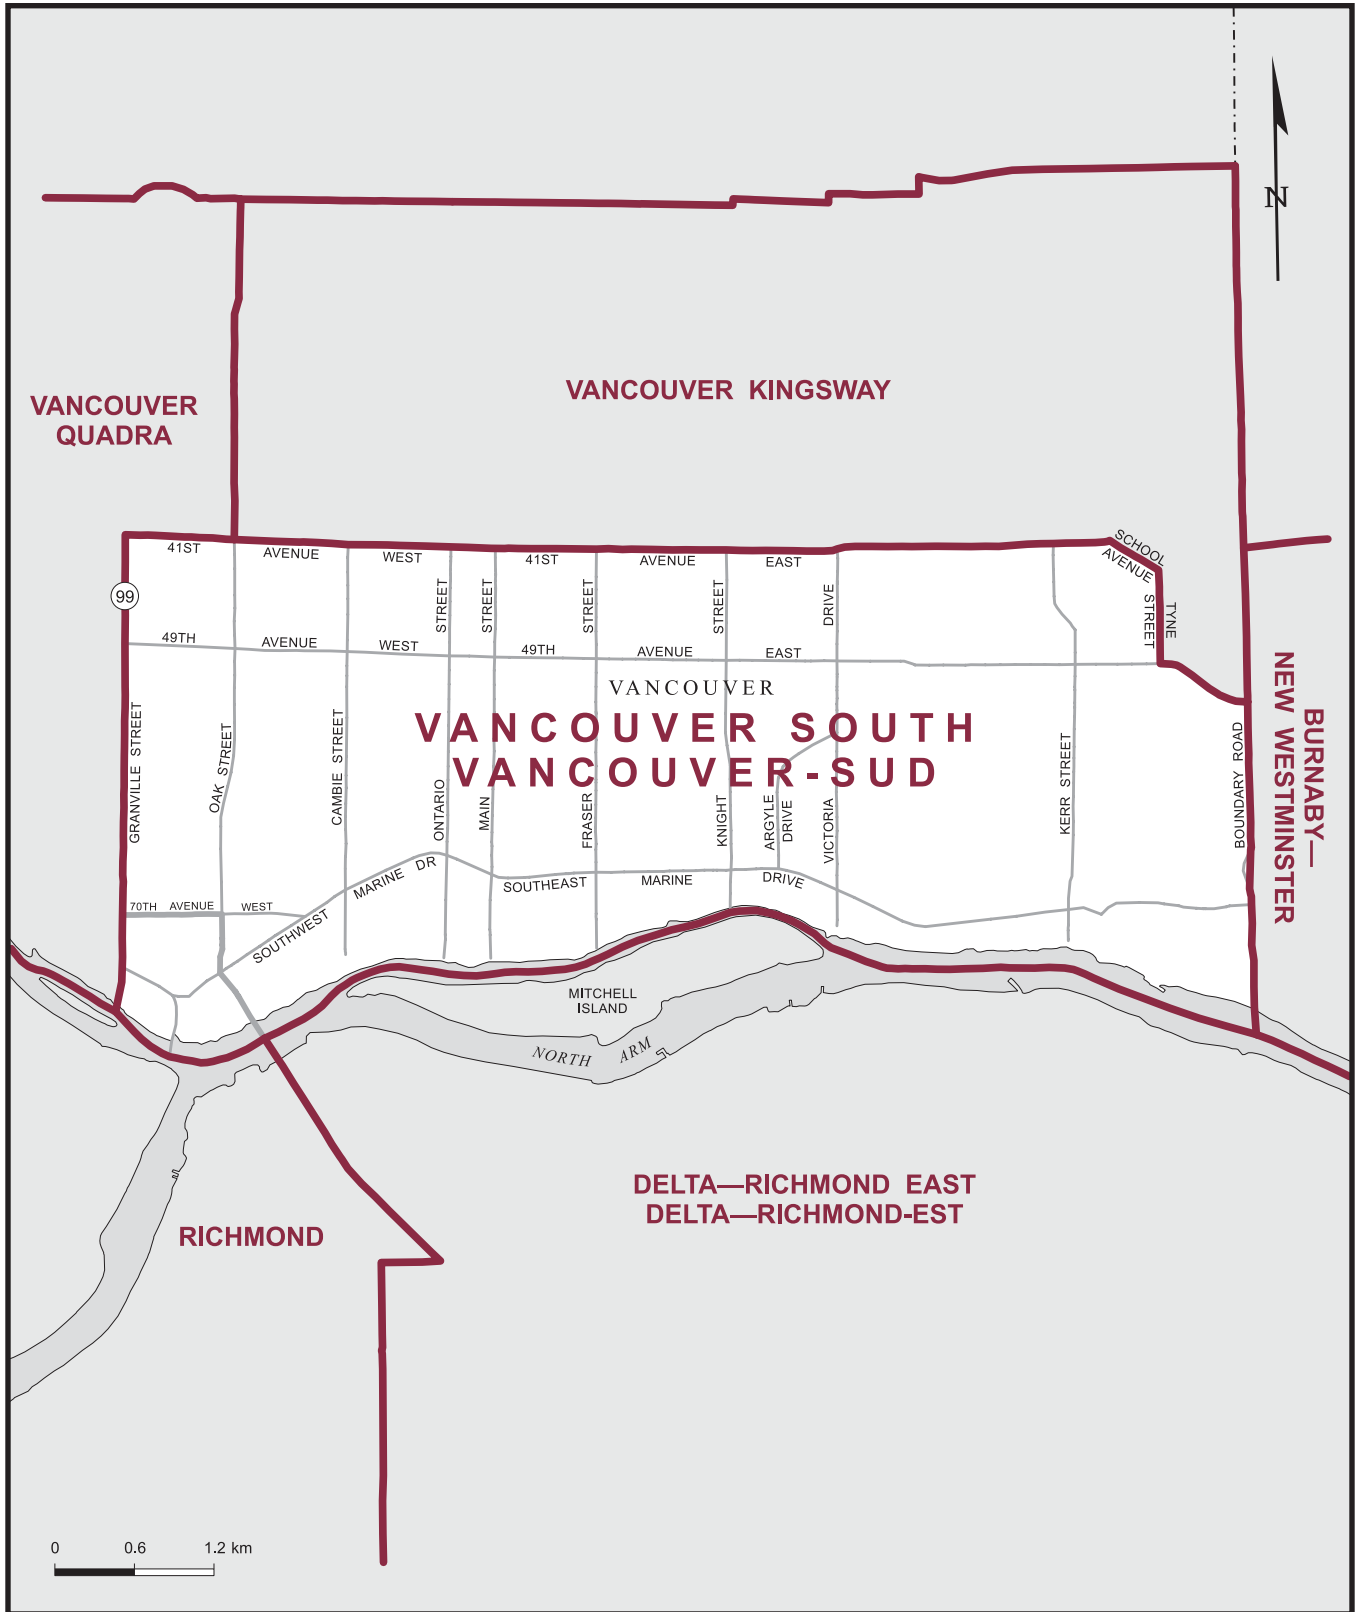 N
VANCOUVER
QUADRA
VANCOUVER KINGSWAY
41ST AVENUE WEST 41ST AVENUE EAST
SCHOOL
AVENUE
TYNE
STREET
99
49TH AVENUE WEST 49TH AVENUE EAST
VANCOUVER
VANCOUVER SOUTH
VANCOUVER-SUD
GRANVILLE STREET
OAK STREET
CAMBIE STREET
ONTARIO STREET
MAIN STREET
FRASER STREET
KNIGHT STREET
ARGYLE
DRIVE
VICTORIA DRIVE
KERR STREET
BOUNDARY ROAD
BURNABY—
NEW WESTMINSTER
70TH AVENUE WEST
SOUTHWEST MARINE DR
SOUTHEAST MARINE DRIVE
MITCHELL
ISLAND
NORTH ARM
DELTA—RICHMOND EAST
DELTA—RICHMOND-EST
RICHMOND
0 0.6 1.2 km